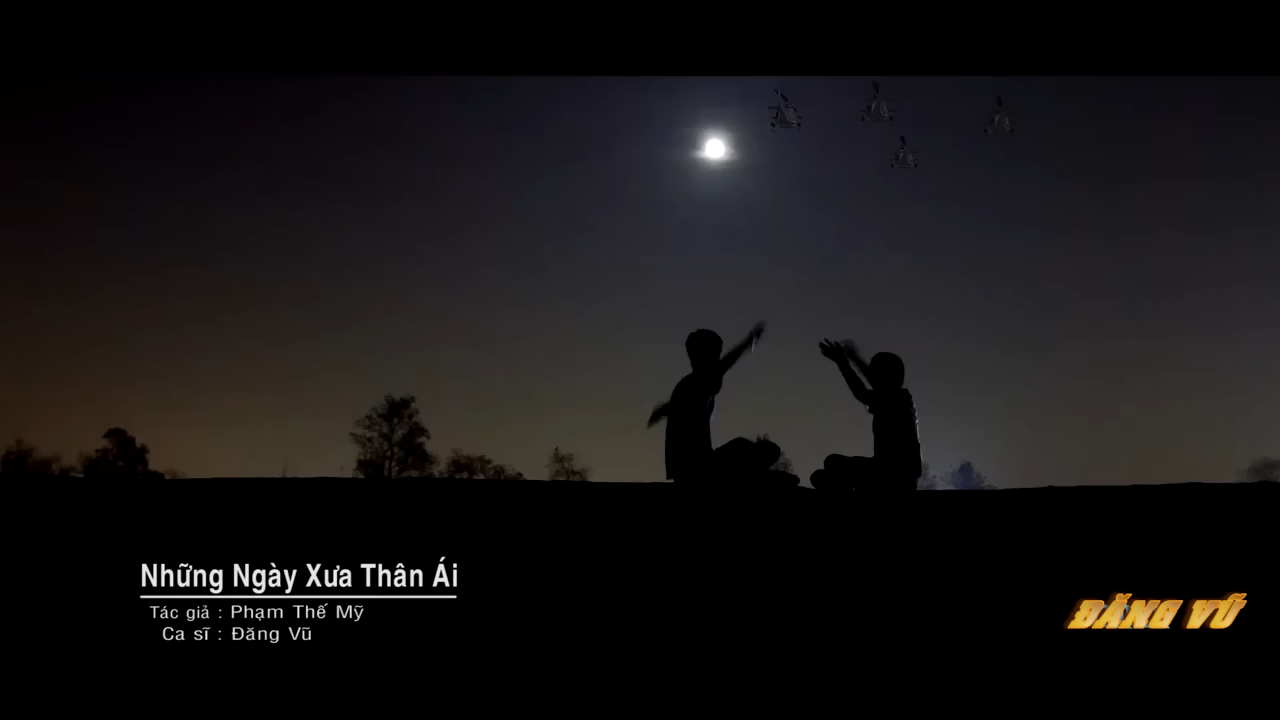 Những Ngày Xưa Thân Ái
Tác giả : Phạm Thế Mỹ
Ca sĩ : Đăng Vũ
ĐĂNG VŨ